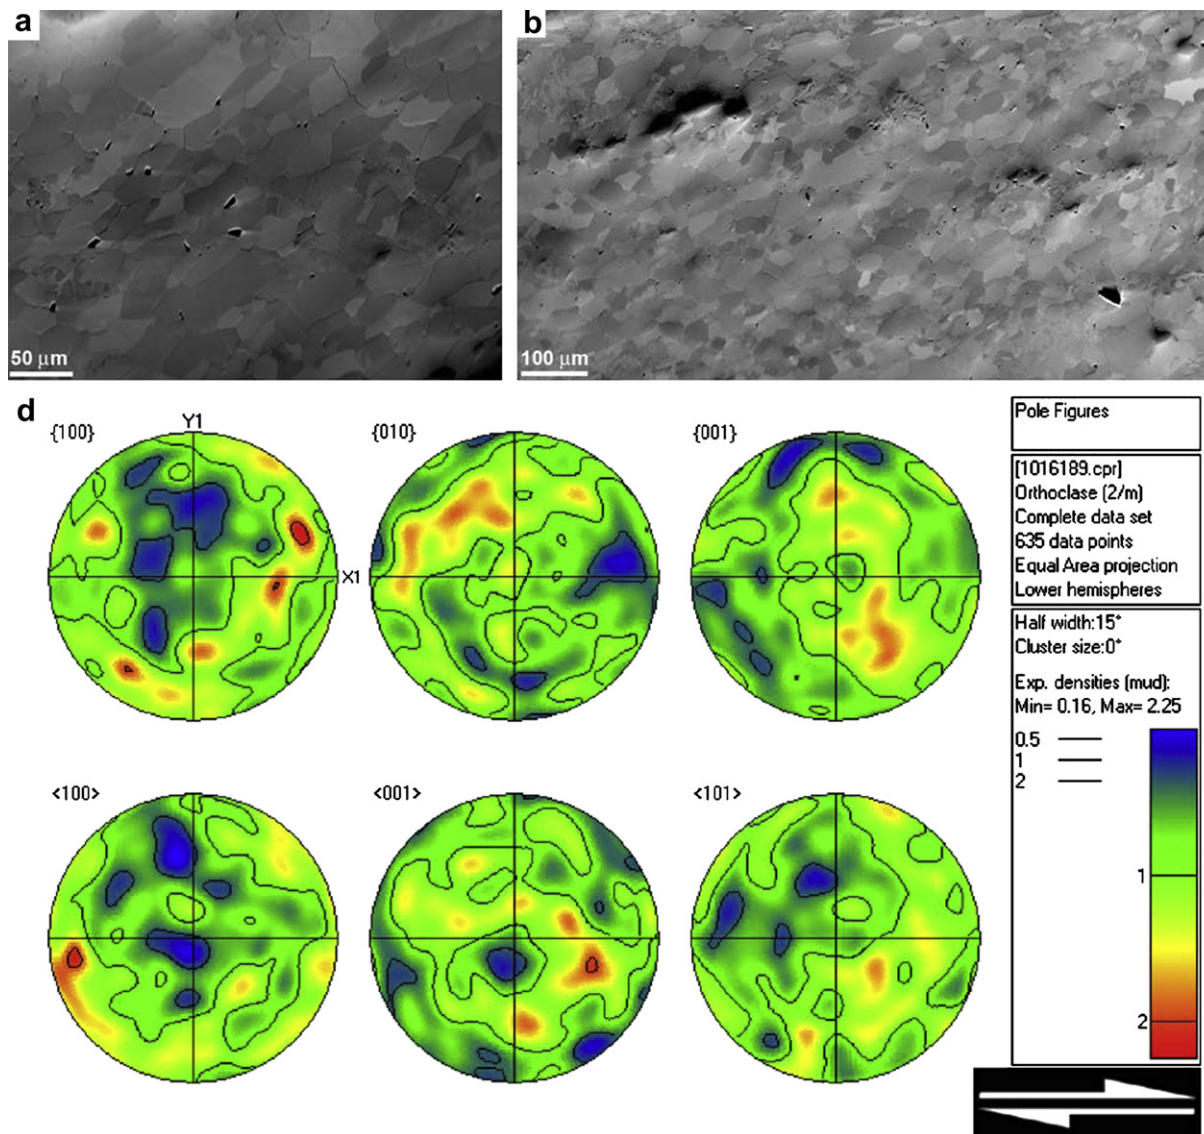 a
b
50 μm
100 μm
d
{100}
Y1
X1
{010}
{001}
<100>
<001>
<101>
Pole Figures
[1016189.cpr]
Orthoclase (2/m)
Complete data set
635 data points
Equal Area projection
Lower hemispheres
Half width:15°
Cluster size:0°
Exp. densities (mud):
Min= 0.16, Max= 2.25
0.5
1
2
1
2